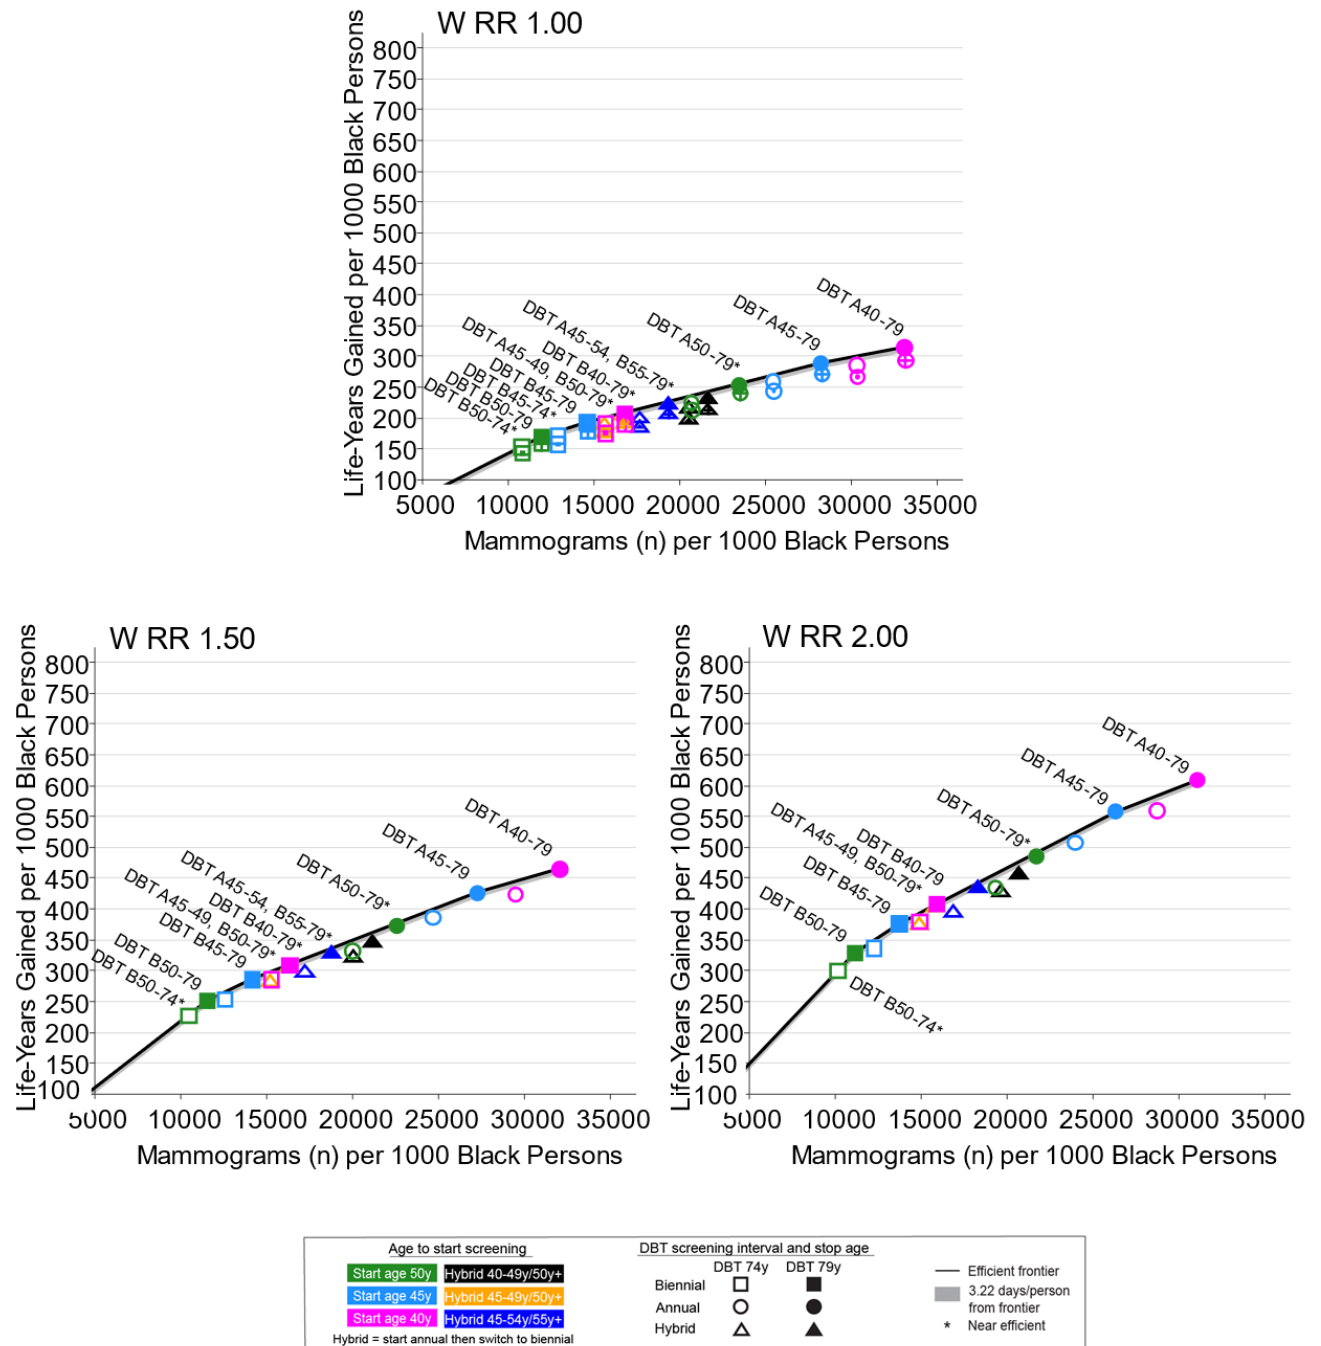 W RR 1.00
Life-Years Gained per 1000 Black Persons
800
750
700
650
600
550
500
450
400
350
300
250
200
150
100
DBT B50-74*
DBT B50-79
DBT B45-74*
DBT B45-79
DBT A45-49, B50-79*
DBT B40-79*
DBT A45-54, B55-79*
DBT A50-79*
DBT A45-79
DBT A40-79
5000 10000 15000 20000 25000 30000 35000
Mammograms (n) per 1000 Black Persons
W RR 1.50
Life-Years Gained per 1000 Black Persons
800
750
700
650
600
550
500
450
400
350
300
250
200
150
100
DBT B50-74*
DBT B50-79
DBT B45-79
DBT A45-49, B50-79*
DBT B40-79*
DBT A45-54, B55-79*
DBT A50-79*
DBT A45-79
DBT A40-79
5000 10000 15000 20000 25000 30000 35000
Mammograms (n) per 1000 Black Persons
W RR 2.00
Life-Years Gained per 1000 Black Persons
800
750
700
650
600
550
500
450
400
350
300
250
200
150
100
DBT B50-74*
DBT B50-79
DBT B45-79
DBT A45-49, B50-79*
DBT B40-79
DBT A50-79*
DBT A45-79
DBT A40-79
5000 10000 15000 20000 25000 30000 35000
Mammograms (n) per 1000 Black Persons
Age to start screening
Start age 50y Hybrid 40-49y/50y+
Start age 45y Hybrid 45-49y/50y+
Start age 40y Hybrid 45-54y/55y+
Hybrid = start annual then switch to biennial
DBT screening interval and stop age
DBT 74y DBT 79y
Biennial
Annual
Hybrid
Efficient frontier
3.22 days/person
from frontier
* Near efficient